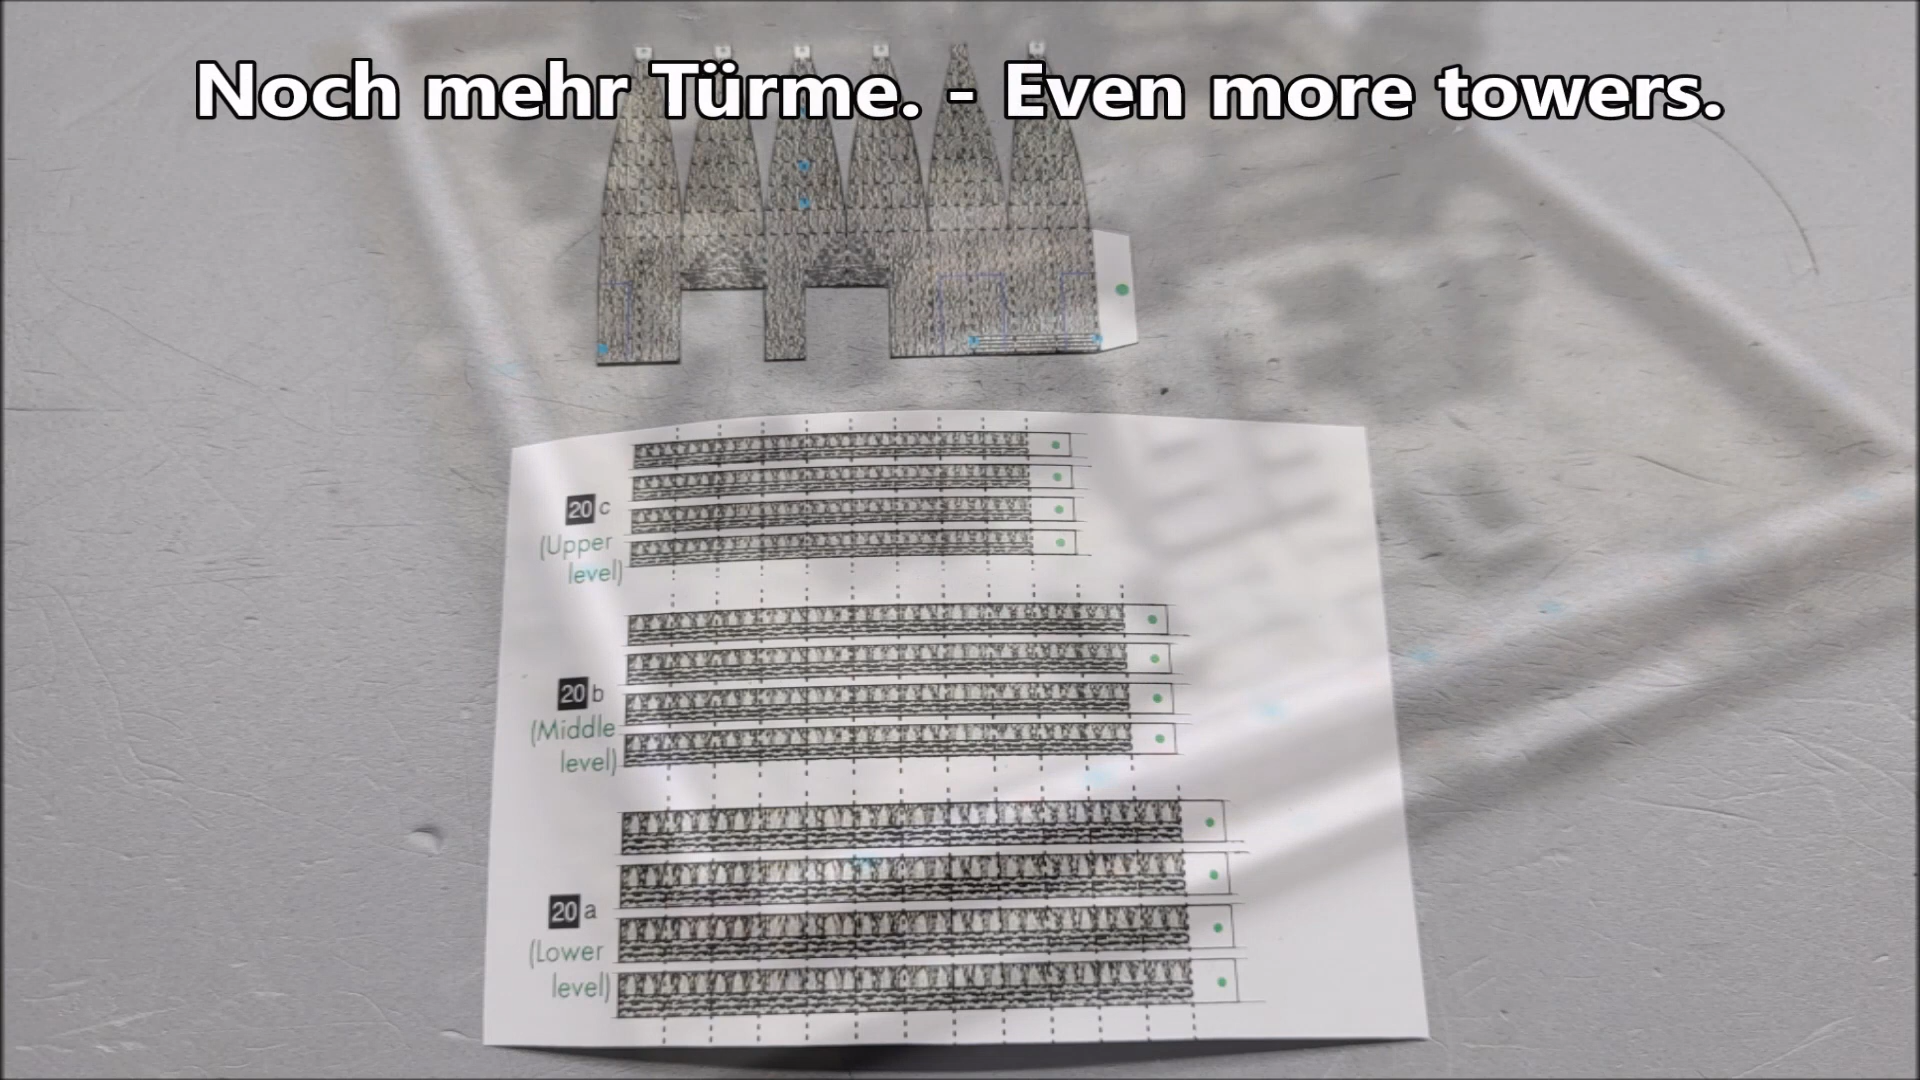 Noch mehr Türme. - Even more towers.
20 c
(Upper
level)
20 b
(Middle
level)
20 a
(Lower
level)